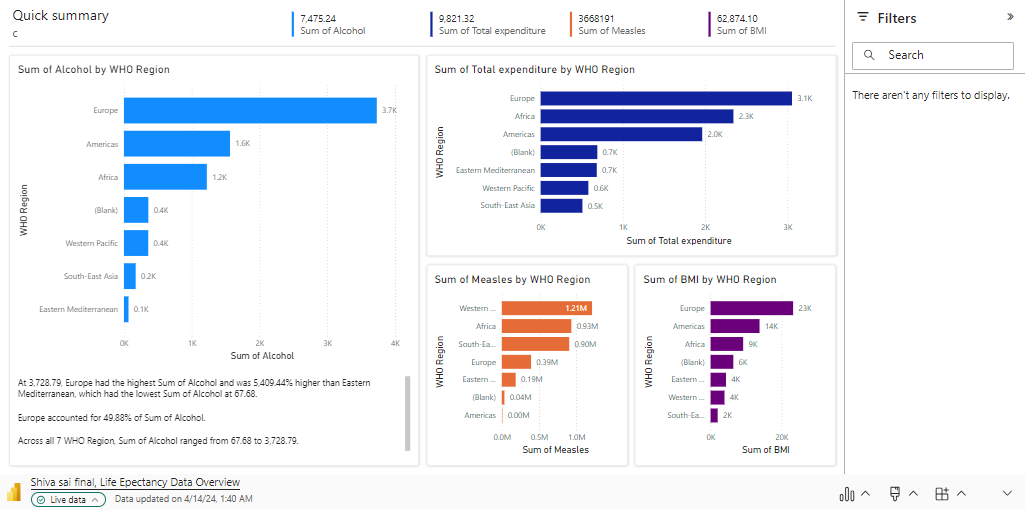 Quick summary
c
7,475.24
Sum of Alcohol
9,821.32
Sum of Total expenditure
3668191
Sum of Measles
62,874.10
Sum of BMI
Filters
Search
There aren't any filters to display.
Sum of Alcohol by WHO Region
WHO Region
Europe 3.7K
Americas 1.6K
Africa 1.2K
(Blank) 0.4K
Western Pacific 0.4K
South-East Asia 0.2K
Eastern Mediterranean 0.1K
0K 1K 2K 3K 4K
Sum of Alcohol
At 3,728.79, Europe had the highest Sum of Alcohol and was 5,409.44% higher than Eastern
Mediterranean, which had the lowest Sum of Alcohol at 67.68.
Europe accounted for 49.88% of Sum of Alcohol.
Across all 7 WHO Region, Sum of Alcohol ranged from 67.68 to 3,728.79.
Sum of Total expenditure by WHO Region
WHO Region
Europe 3.1K
Africa 2.3K
Americas 2.0K
(Blank) 0.7K
Eastern Mediterranean 0.7K
Western Pacific 0.6K
South-East Asia 0.5K
0K 1K 2K 3K
Sum of Total expenditure
Sum of Measles by WHO Region
WHO Region
Western ... 1.21M
Africa 0.93M
South-Ea... 0.90M
Europe 0.39M
Eastern ... 0.19M
(Blank) 0.04M
Americas 0.00M
0.0M 0.5M 1.0M
Sum of Measles
Sum of BMI by WHO Region
WHO Region
Europe 23K
Americas 14K
Africa 9K
(Blank) 6K
Eastern ... 4K
Western ... 4K
South-Ea... 2K
0K 20K
Sum of BMI
Shiva sai final, Life Epectancy Data Overview
Live data
Data updated on 4/14/24, 1:40 AM